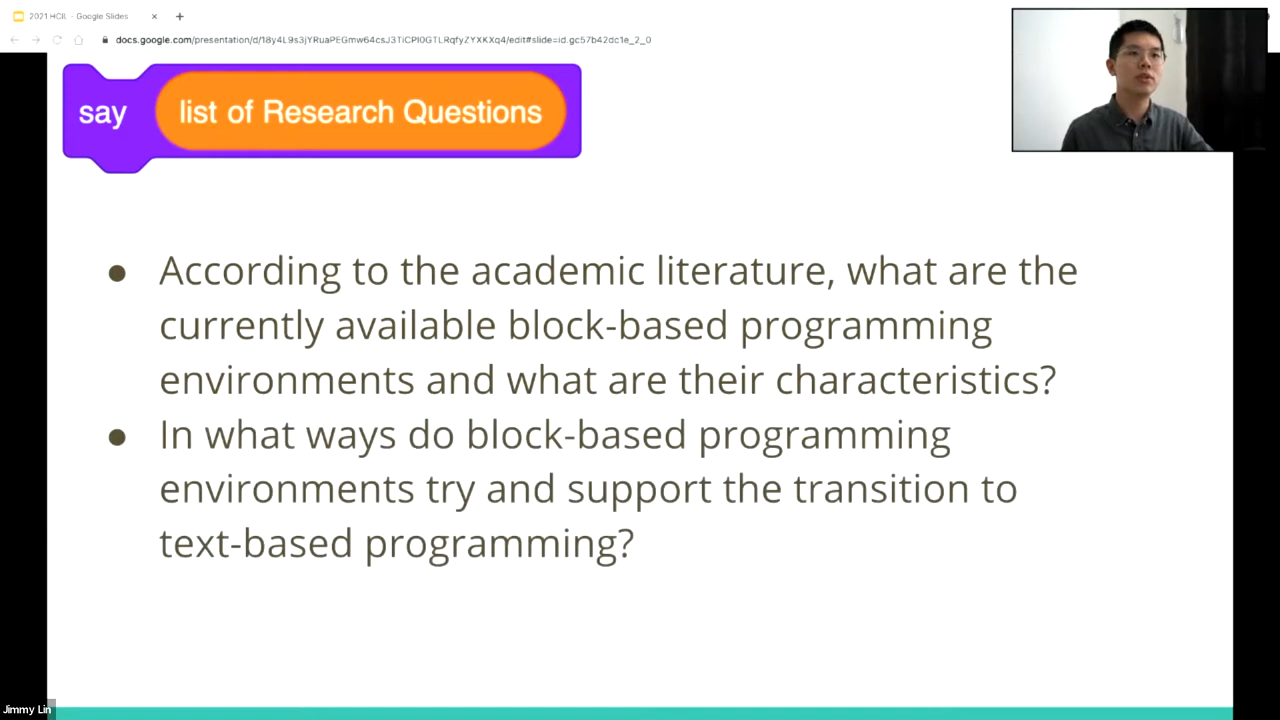 2021 HCIL - Google Slides
docs.google.com/presentation/d/18y4L9s3jYRuaPEGmw64csJ3TiCPI0GTLRqfyZYXKXq4/edit#slide=id.gc57b42dc1e_2_0
say list of Research Questions
● According to the academic literature, what are the
currently available block-based programming
environments and what are their characteristics?
● In what ways do block-based programming
environments try and support the transition to
text-based programming?
Jimmy Lin